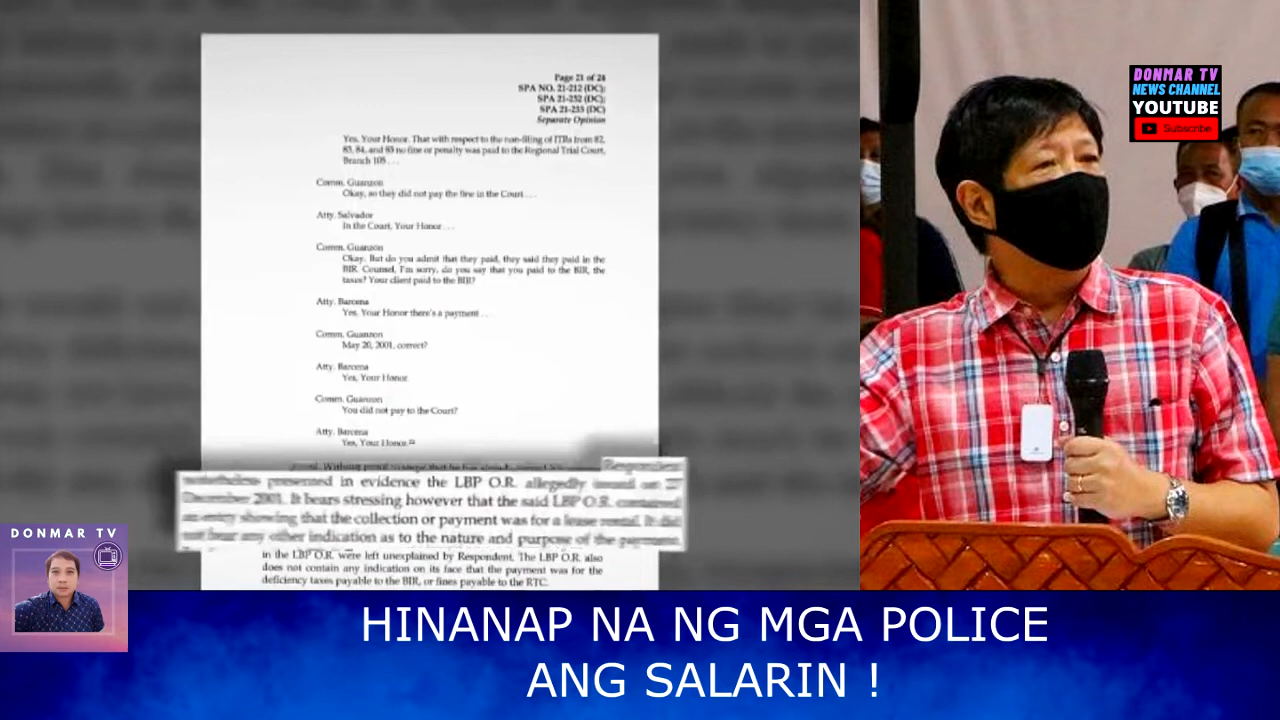 Page 21 of 24
SPA NO. 21-212 (DC);
SPA 21-232 (DC);
SPA 21-233 (DC)
Separate Opinion
Yes, Your Honor. That with respect to the non-filing of ITRs from 82,
83, 84, and 85 no fine or penalty was paid to the Regional Trial Court,
Branch 105 . . .
Comm. Guanzon
Okay, so they did not pay the fine in the Court . . .
Atty. Salvador
In the Court, Your Honor . . .
Comm. Guanzon
Okay. But do you admit that they paid, they said they paid in the
BIR. Counsel, I'm sorry, do you say that you paid to the BIR, the
taxes? Your client paid to the BIR?
Atty. Barcena
Yes, Your Honor there's a payment . . .
Comm. Guanzon
May 20, 2001, correct?
Atty. Barcena
Yes, Your Honor.
Comm. Guanzon
You did not pay to the Court?
Atty. Barcena
Yes, Your Honor.
Respondent
nonetheless presented in evidence the LBP O.R. allegedly issued on 27
December 2001. It bears stressing however that the said LBP O.R. contained
an entry showing that the collection or payment was for a lease rental. It did
not bear any other indication as to the nature and purpose of the payment.
in the LBP O.R. were left unexplained by Respondent. The LBP O.R. also
does not contain any indication on its face that the payment was for the
deficiency taxes payable to the BIR, or fines payable to the RTC.
DONMAR TV
NEWS CHANNEL
YOUTUBE
Subscribe
DONMAR TV
HINANAP NA NG MGA POLICE
ANG SALARIN !